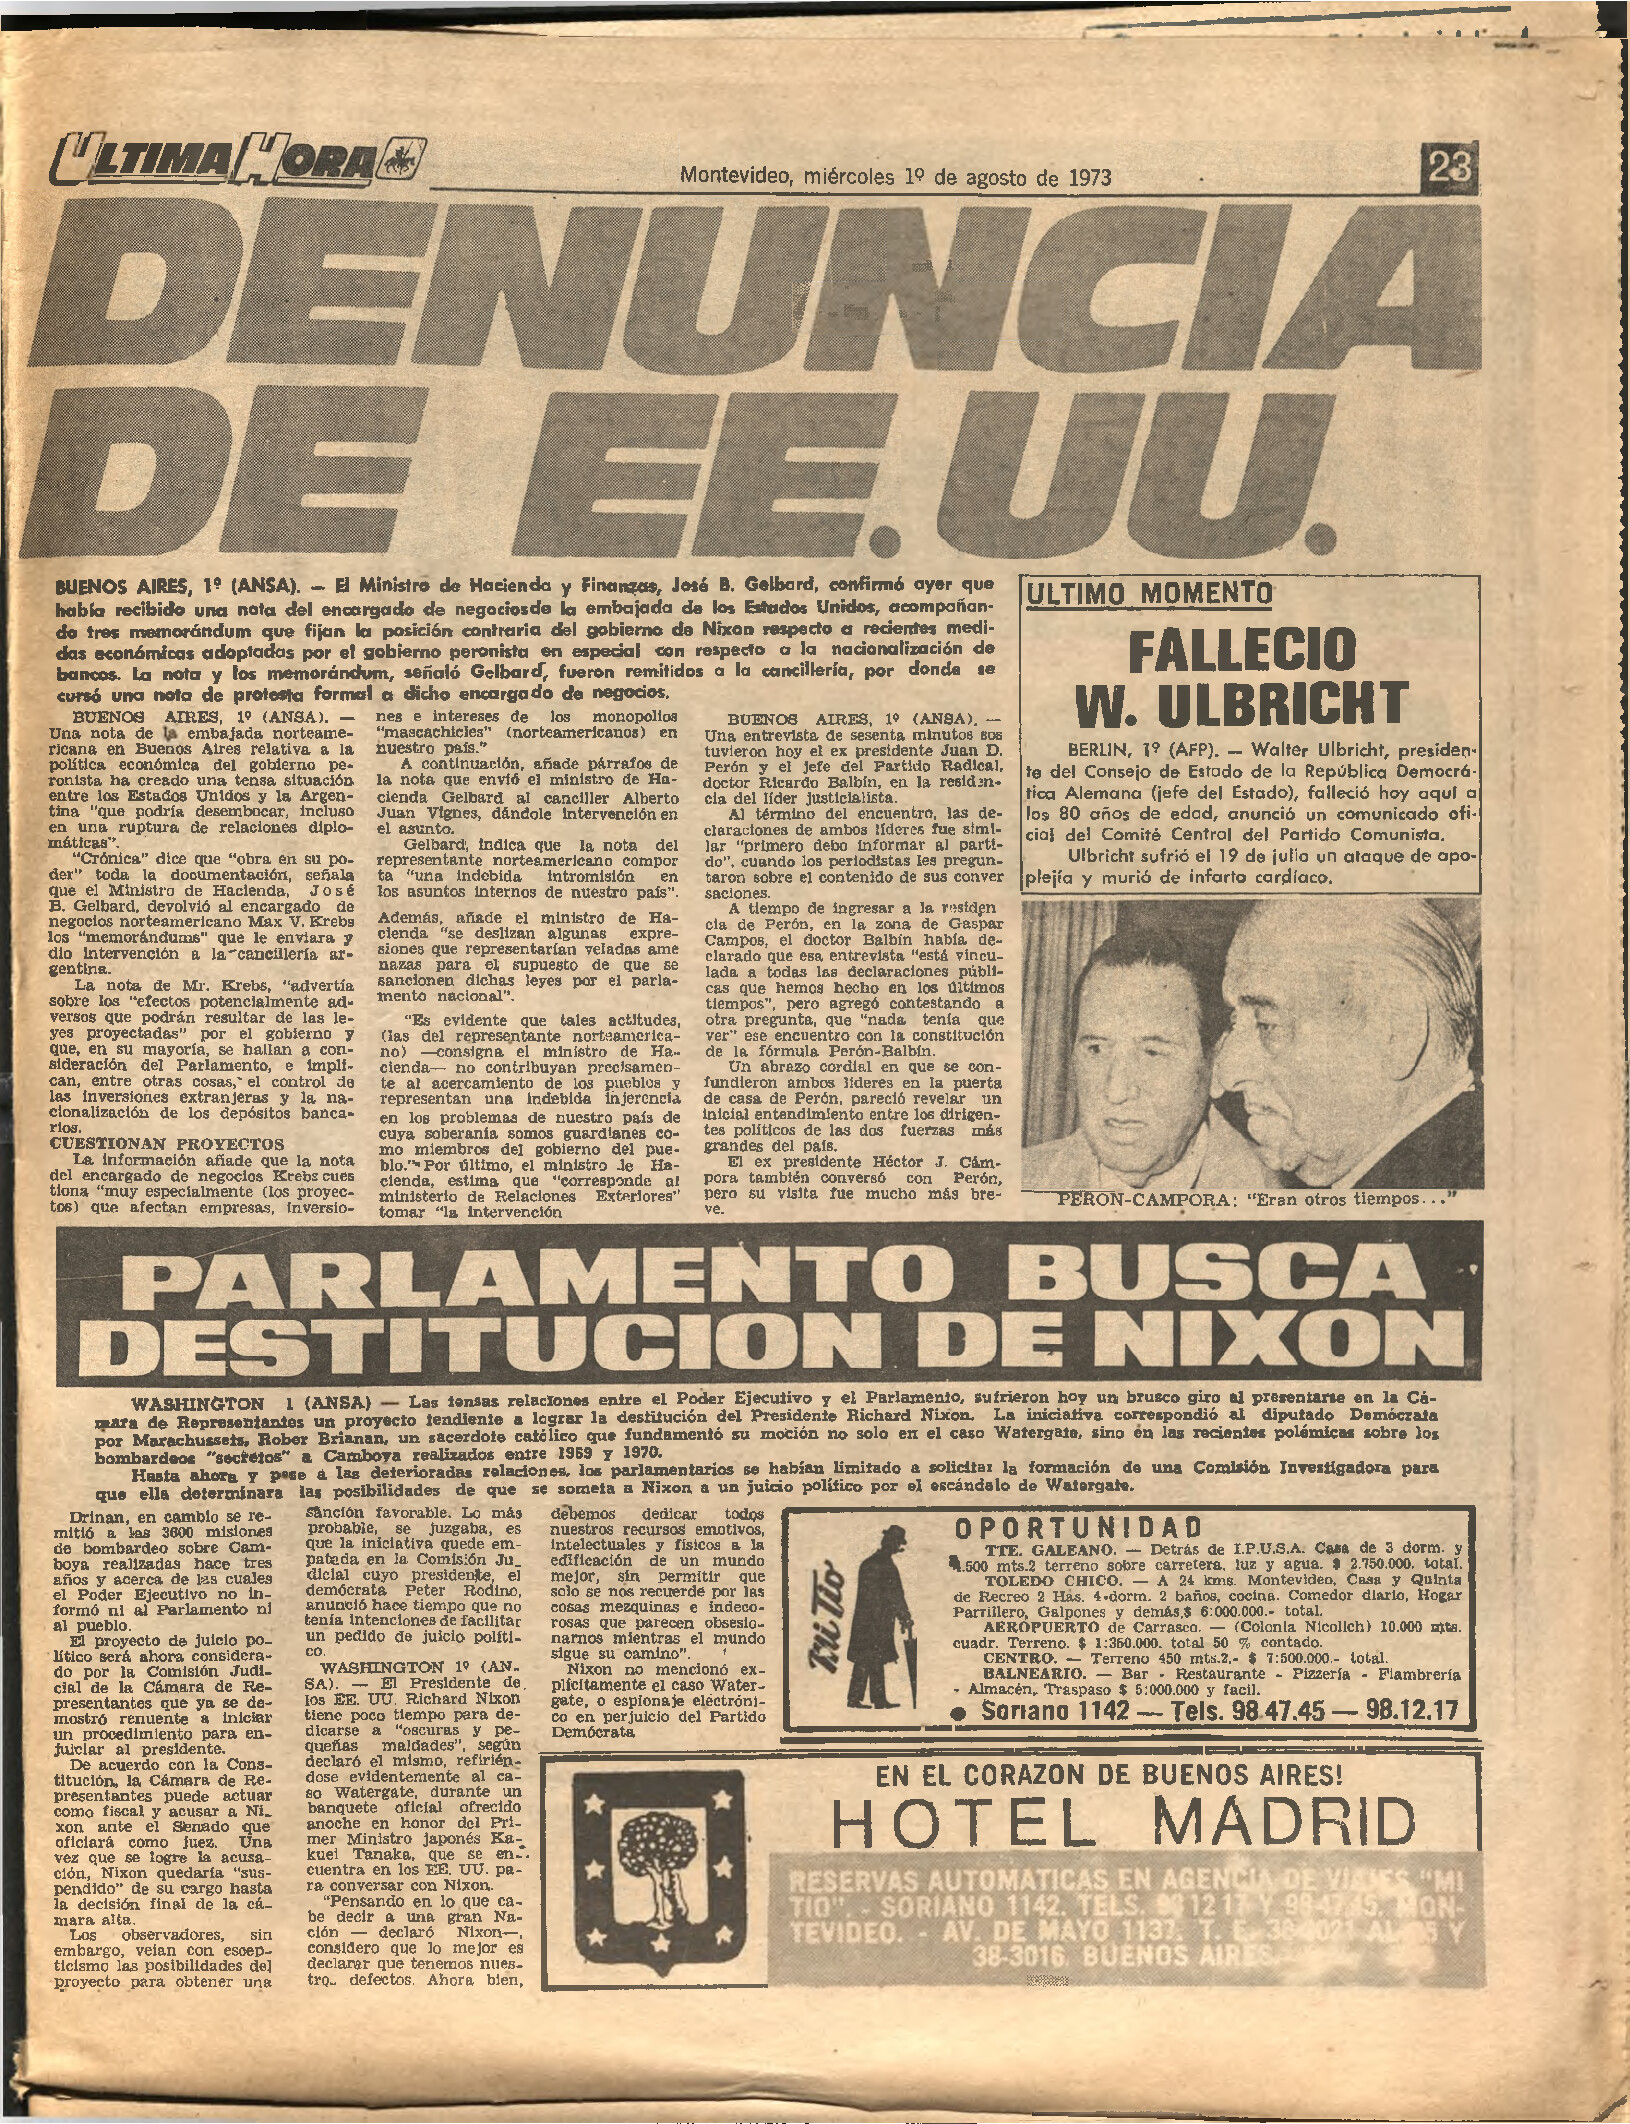 ULTIMA HORA
Montevideo, miércoles 1º de agosto de 1973
23
DENUNCIA
DE EE.UU.
BUENOS AIRES, 1º (ANSA). — El Ministro de Hacienda y Finanzas, José B. Gelbard, confirmó ayer que
había recibido una nota del encargado de negociosde la embajada de los Estados Unidos, acompañan-
do tres memorándum que fijan la posición contraria del gobierno de Nixon respecto a recientes medi-
das económicas adoptadas por el gobierno peronista en especial con respecto a la nacionalización de
bancos. La nota y los memorándum, señaló Gelbard, fueron remitidos a la cancillería, por donde se
cursó una nota de protesta formal a dicho encargado de negocios.
BUENOS AIRES, 1º (ANSA). —
Una nota de la embajada norteame-
ricana en Buenos Aires relativa a la
política económica del gobierno pe-
ronista ha creado una tensa situación
entre los Estados Unidos y la Argen-
tina "que podría desembocar, incluso
en una ruptura de relaciones diplo-
máticas".
"Crónica" dice que "obra en su po-
der" toda la documentación, señala
que el Ministro de Hacienda, José
B. Gelbard, devolvió al encargado de
negocios norteamericano Max V. Krebs
los "memorándums" que le enviara y
dio intervención a la cancillería ar-
gentina.
La nota de Mr. Krebs, "advertía
sobre los "efectos potencialmente ad-
versos que podrán resultar de las le-
yes proyectadas" por el gobierno y
que, en su mayoría, se hallan a con-
sideración del Parlamento, e impli-
can, entre otras cosas, el control de
las inversiones extranjeras y la na-
cionalización de los depósitos banca-
rios.
CUESTIONAN PROYECTOS
La información añade que la nota
del encargado de negocios Krebs cues
tiona "muy especialmente (los proyec-
tos) que afectan empresas, inversio-
nes e intereses de los monopolios
"mascachicles" (norteamericanos) en
nuestro país."
A continuación, añade párrafos de
la nota que envió el ministro de Ha-
cienda Gelbard al canciller Alberto
Juan Vignes, dándole intervención en
el asunto.
Gelbard, indica que la nota del
representante norteamericano compor
ta "una indebida intromisión en
los asuntos internos de nuestro país".
Además, añade el ministro de Ha-
cienda "se deslizan algunas expre-
siones que representarían veladas ame
nazas para el supuesto de que se
sancionen dichas leyes por el parla-
mento nacional".
"Es evidente que tales actitudes,
(las del representante norteamerica-
no) —consigna el ministro de Ha-
cienda— no contribuyan precisamen-
te al acercamiento de los pueblos y
representan una indebida injerencia
en los problemas de nuestro país de
cuya soberanía somos guardianes co-
mo miembros del gobierno del pue-
blo." Por último, el ministro de Ha-
cienda, estima que "corresponde al
ministerio de Relaciones Exteriores"
tomar "la intervención
BUENOS AIRES, 1º (ANSA). —
Una entrevista de sesenta minutos sos
tuvieron hoy el ex presidente Juan D.
Perón y el jefe del Partido Radical,
doctor Ricardo Balbín, en la residen-
cia del líder justicialista.
Al término del encuentro, las de-
claraciones de ambos líderes fue simi-
lar "primero debo informar al parti-
do", cuando los periodistas les pregun-
taron sobre el contenido de sus conver
saciones.
A tiempo de ingresar a la residen
cia de Perón, en la zona de Gaspar
Campos, el doctor Balbín había de-
clarado que esa entrevista "está vincu-
lada a todas las declaraciones públi-
cas que hemos hecho en los últimos
tiempos", pero agregó contestando a
otra pregunta, que "nada tenía que
ver" ese encuentro con la constitución
de la fórmula Perón-Balbín.
Un abrazo cordial en que se con-
fundieron ambos líderes en la puerta
de casa de Perón, pareció revelar un
inicial entendimiento entre los dirigen-
tes políticos de las dos fuerzas más
grandes del país.
El ex presidente Héctor J. Cám-
pora también conversó con Perón,
pero su visita fue mucho más bre-
ve.
ULTIMO MOMENTO
FALLECIO
W. ULBRICHT
BERLIN, 1º (AFP). — Walter Ulbricht, presiden-
te del Consejo de Estado de la República Democrá-
tica Alemana (jefe del Estado), falleció hoy aquí a
los 80 años de edad, anunció un comunicado ofi-
cial del Comité Central del Partido Comunista.
Ulbricht sufrió el 19 de julio un ataque de apo-
plejía y murió de infarto cardíaco.
PERON-CAMPORA: "Eran otros tiempos..."
PARLAMENTO BUSCA
DESTITUCION DE NIXON
WASHINGTON 1 (ANSA) — Las tensas relaciones entre el Poder Ejecutivo y el Parlamento, sufrieron hoy un brusco giro al presentarse en la Cá-
mara de Representantes un proyecto tendiente a lograr la destitución del Presidente Richard Nixon. La iniciativa correspondió al diputado Demócrata
por Marachussets, Rober Brianan, un sacerdote católico que fundamentó su moción no solo en el caso Watergate, sino en las recientes polémicas sobre los
bombardeos "secretos" a Camboya realizados entre 1969 y 1970.
Hasta ahora y pese a las deterioradas relaciones, los parlamentarios se habían limitado a solicitar la formación de una Comisión Investigadora para
que ella determinara las posibilidades de que se someta a Nixon a un juicio político por el escándalo de Watergate.
Drinan, en cambio se re-
mitió a las 3600 misiones
de bombardeo sobre Cam-
boya realizadas hace tres
años y acerca de las cuales
el Poder Ejecutivo no in-
formó ni al Parlamento ni
al pueblo.
El proyecto de juicio po-
lítico será ahora considera-
do por la Comisión Judi-
cial de la Cámara de Re-
presentantes que ya se de-
mostró renuente a iniciar
un procedimiento para en-
juiciar al presidente.
De acuerdo con la Cons-
titución, la Cámara de Re-
presentantes puede actuar
como fiscal y acusar a Ni-
xon ante el Senado que
oficiará como juez. Una
vez que se logre la acusa-
ción, Nixon quedaría "sus-
pendido" de su cargo hasta
la decisión final de la cá-
mara alta.
Los observadores, sin
embargo, veían con escep-
ticismo las posibilidades del
proyecto para obtener una
sanción favorable. Lo más
probable, se juzgaba, es
que la iniciativa quede em-
patada en la Comisión Ju_
dicial cuyo presidente, el
demócrata Peter Rodino,
anunció hace tiempo que no
tenía intenciones de facilitar
un pedido de juicio políti-
co.
WASHINGTON 1º (AN-
SA). — El Presidente de
los EE. UU. Richard Nixon
tiene poco tiempo para de-
dicarse a "oscuras y pe-
queñas maldades", según
declaró el mismo, refirién-
dose evidentemente al ca-
so Watergate, durante un
banquete oficial ofrecido
anoche en honor del Pri-
mer Ministro japonés Ka-
kuei Tanaka, que se en-
cuentra en los EE. UU. pa-
ra conversar con Nixon.
"Pensando en lo que ca-
be decir a una gran Na-
ción — declaró Nixon—,
considero que lo mejor es
declarar que tenemos nues-
tro_ defectos. Ahora bien,
debemos dedicar todos
nuestros recursos emotivos,
intelectuales y físicos a la
edificación de un mundo
mejor, sin permitir que
solo se nos recuerde por las
cosas mezquinas e indeco-
rosas que parecen obsesio-
narnos mientras el mundo
sigue su camino".
Nixon no mencionó ex-
plícitamente el caso Water-
gate, o espionaje electróni-
co en perjuicio del Partido
Demócrata
Mi Tío
OPORTUNIDAD
TTE. GALEANO. — Detrás de I.P.U.S.A. Casa de 3 dorm. y
4.500 mts.2 terreno sobre carretera, luz y agua. $ 2.750.000. total.
TOLEDO CHICO. — A 24 kms. Montevideo, Casa y Quinta
de Recreo 2 Hás. 4 dorm. 2 baños, cocina. Comedor diario, Hogar
Parrillero, Galpones y demás,$ 6:000.000.- total.
AEROPUERTO de Carrasco. — (Colonia Nicolich) 10.000 mts.
cuadr. Terreno. $ 1:350.000. total 50 % contado.
CENTRO. — Terreno 450 mts.2.- $ 7:500.000.- total.
BALNEARIO. — Bar - Restaurante - Pizzería - Fiambrería
- Almacén, Traspaso $ 5:000.000 y facil.
● Soriano 1142 — Tels. 98.47.45 — 98.12.17
EN EL CORAZON DE BUENOS AIRES!
HOTEL MADRID
RESERVAS AUTOMATICAS EN AGENCIA DE VIAJES "MI
TIO" - SORIANO 1142. TELS. MON-
TEVIDEO. - AV. DE MAYO 1135. Y
38-3016. BUENOS AIRES